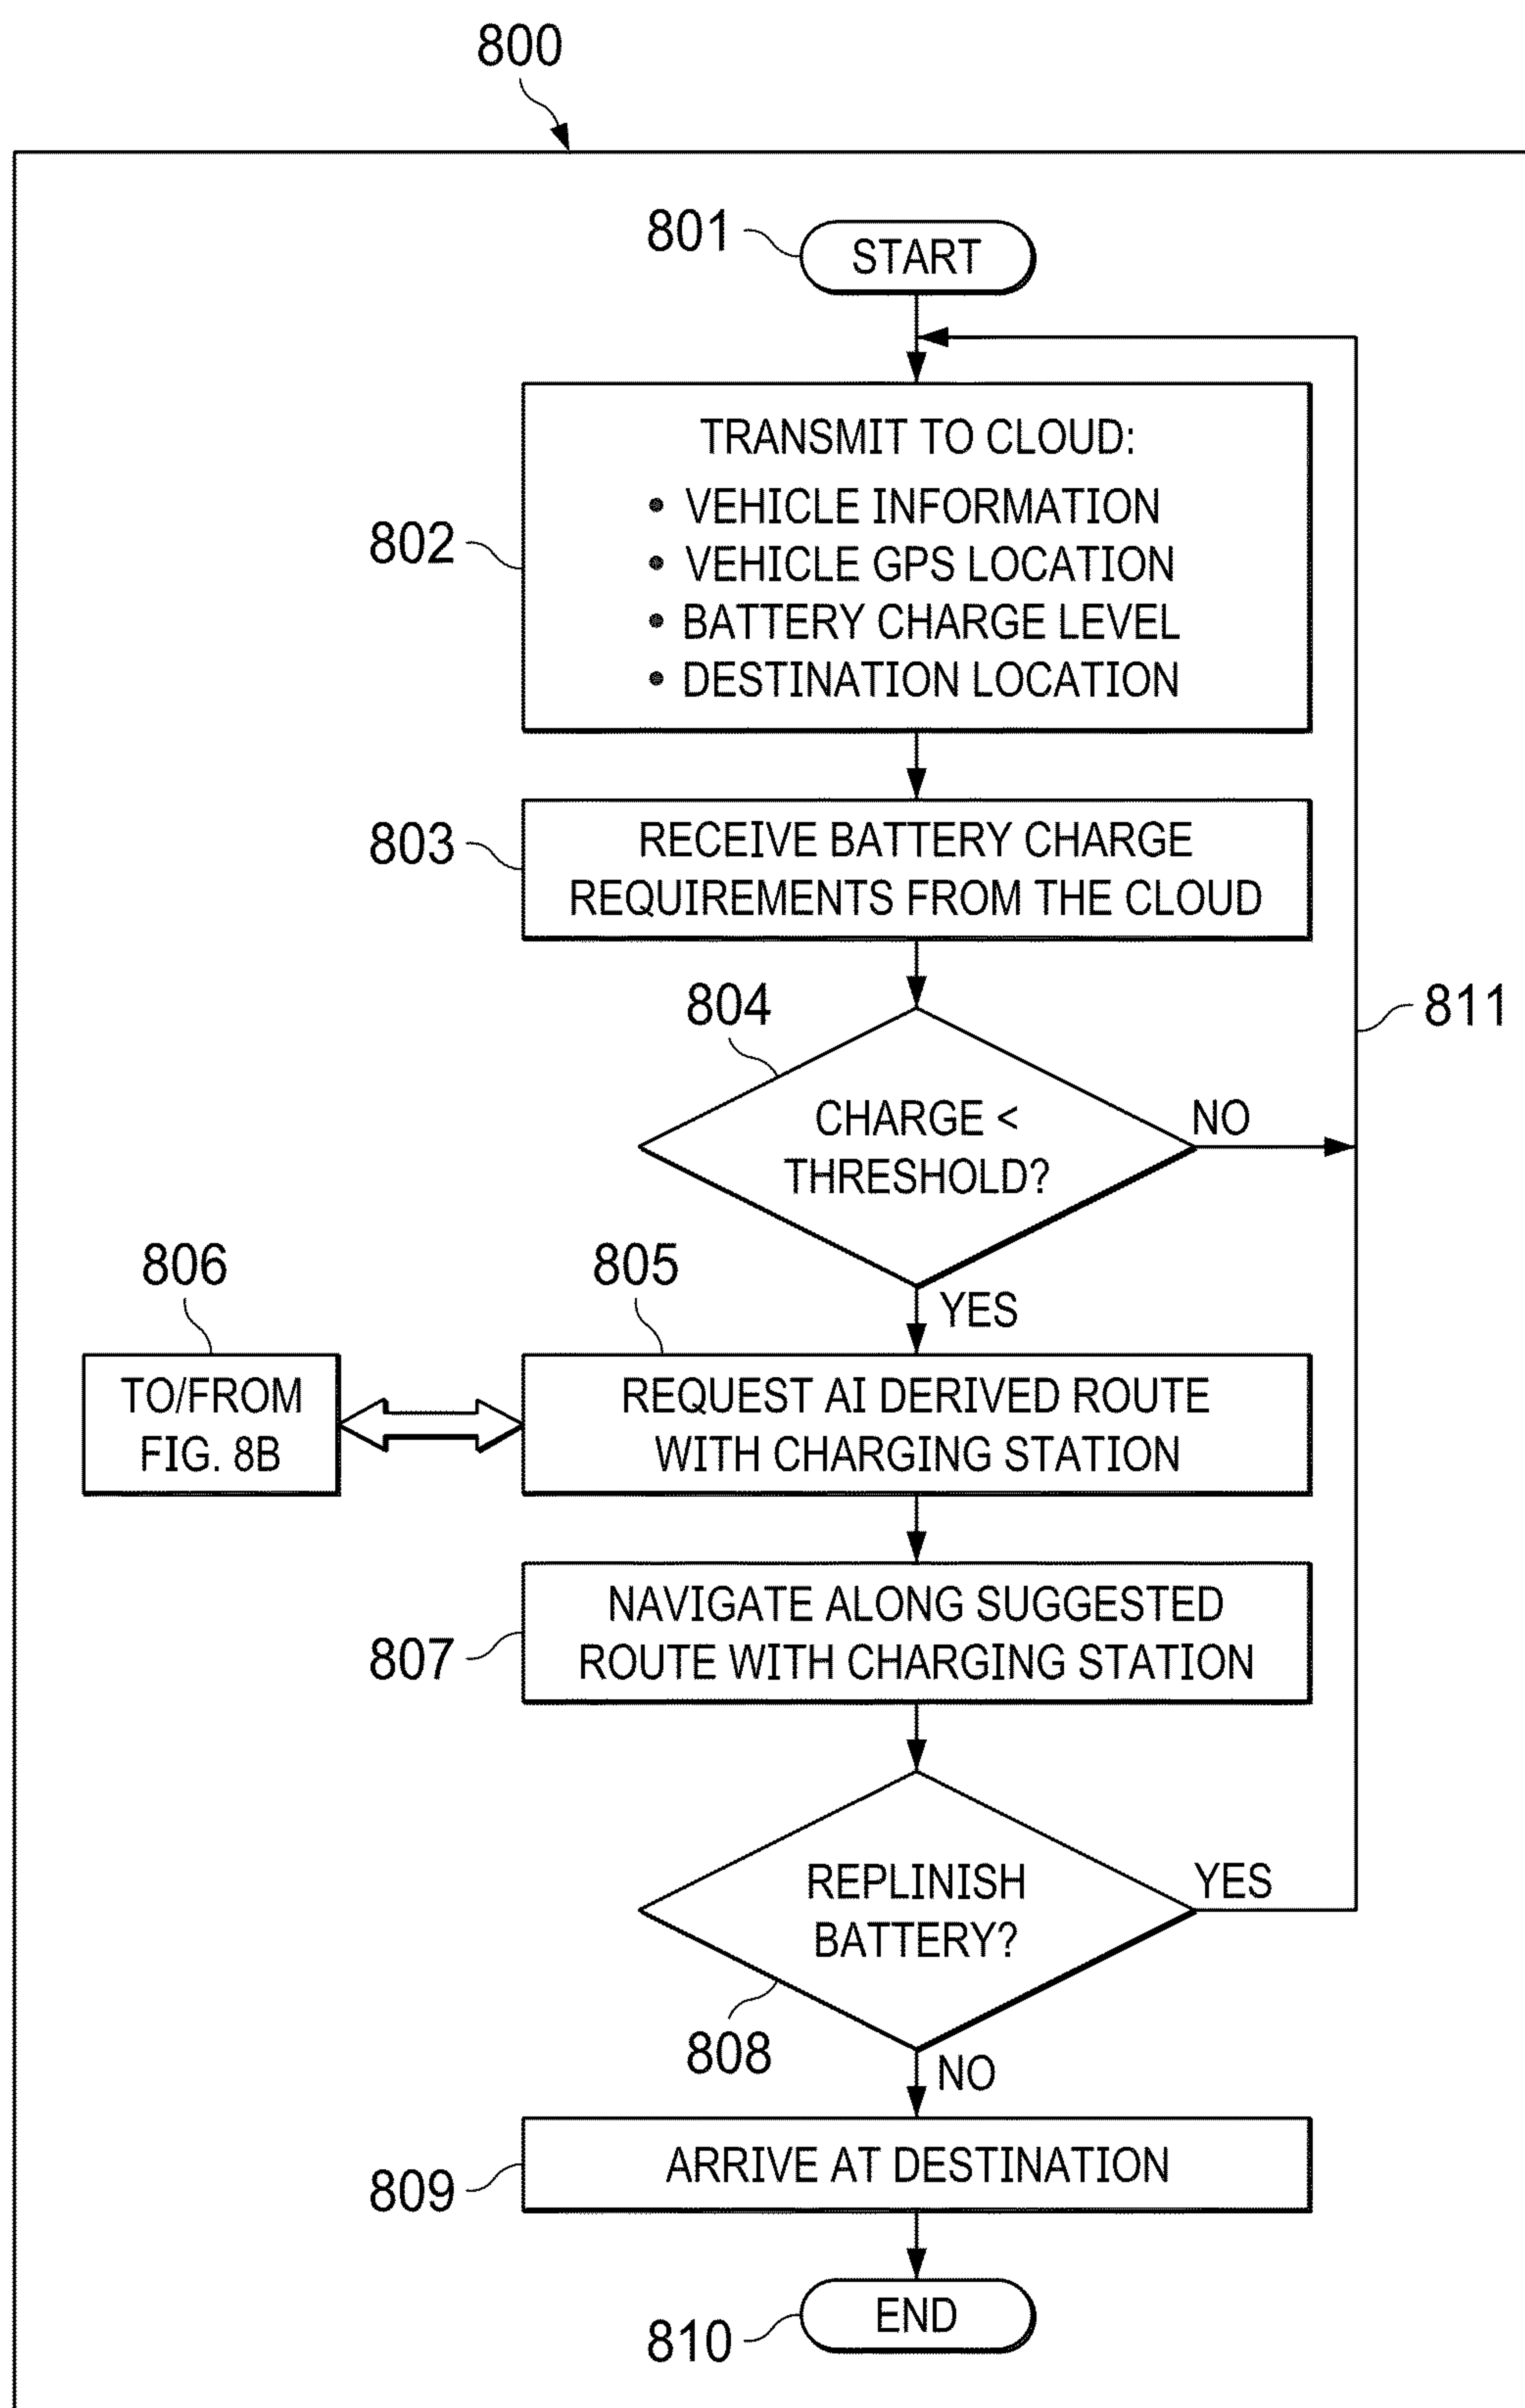 800
801
START
802
TRANSMIT TO CLOUD:
• VEHICLE INFORMATION
• VEHICLE GPS LOCATION
• BATTERY CHARGE LEVEL
• DESTINATION LOCATION
803
RECEIVE BATTERY CHARGE
REQUIREMENTS FROM THE CLOUD
804
811
CHARGE <
THRESHOLD?
NO
YES
806
805
TO/FROM
FIG. 8B
REQUEST AI DERIVED ROUTE
WITH CHARGING STATION
807
NAVIGATE ALONG SUGGESTED
ROUTE WITH CHARGING STATION
REPLINISH
BATTERY?
YES
808
NO
809
ARRIVE AT DESTINATION
810
END